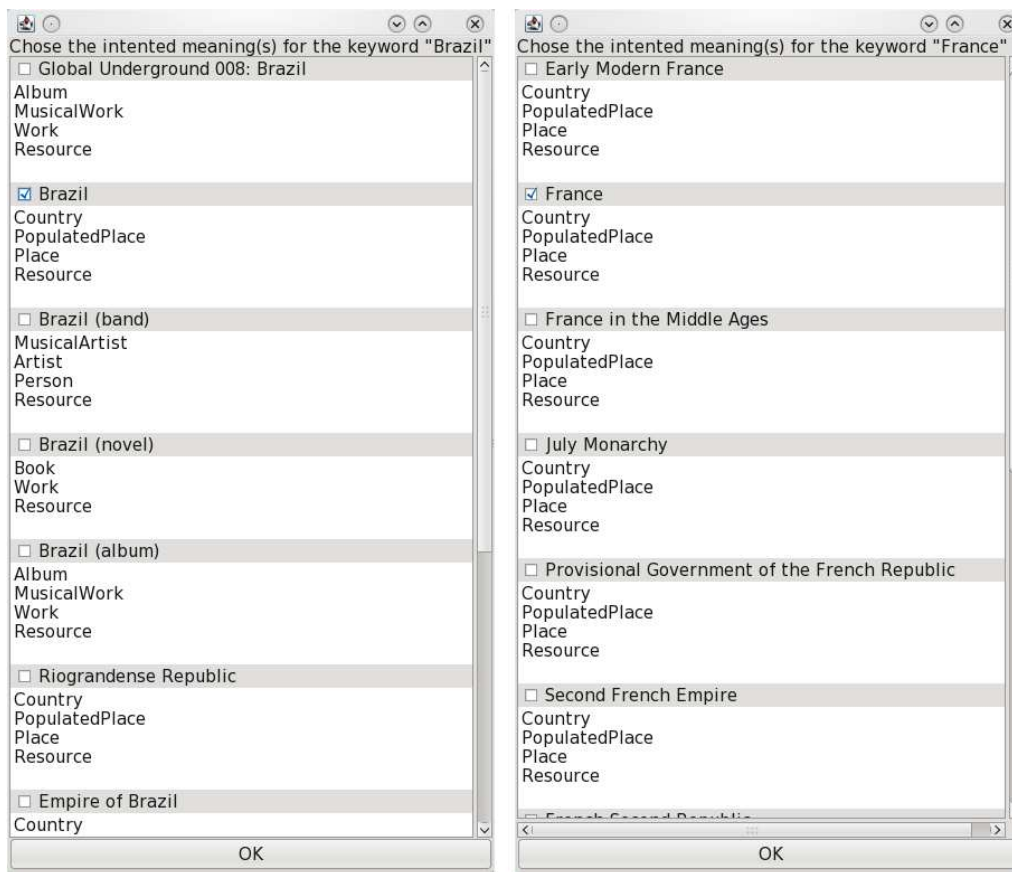 Chose the intented meaning(s) for the keyword "Brazil"
Global Underground 008: Brazil
Album
MusicalWork
Work
Resource
Brazil
Country
PopulatedPlace
Place
Resource
Brazil (band)
MusicalArtist
Artist
Person
Resource
Brazil (novel)
Book
Work
Resource
Brazil (album)
Album
MusicalWork
Work
Resource
Riograndense Republic
Country
PopulatedPlace
Place
Resource
Empire of Brazil
Country
OK
Chose the intented meaning(s) for the keyword "France"
Early Modern France
Country
PopulatedPlace
Place
Resource
France
Country
PopulatedPlace
Place
Resource
France in the Middle Ages
Country
PopulatedPlace
Place
Resource
July Monarchy
Country
PopulatedPlace
Place
Resource
Provisional Government of the French Republic
Country
PopulatedPlace
Place
Resource
Second French Empire
Country
PopulatedPlace
Place
Resource
French Second Republic
OK